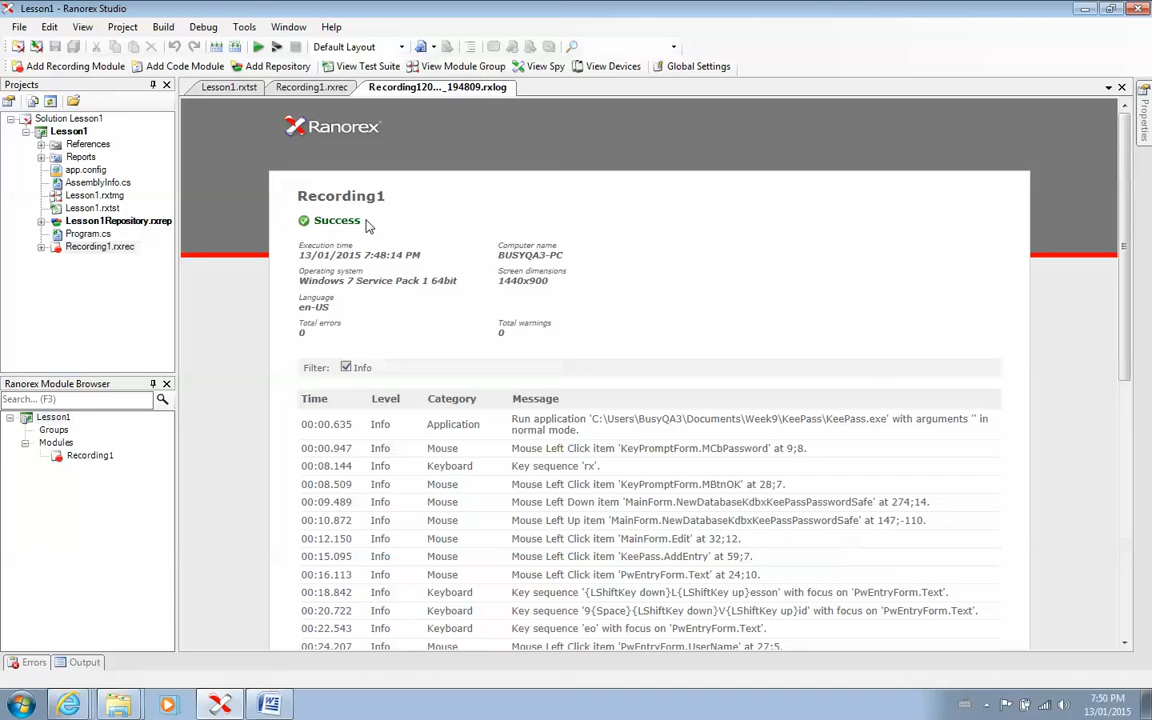 Lesson1 - Ranorex Studio
File Edit View Project Build Debug Tools Window Help
Default Layout
Add Recording Module Add Code Module Add Repository View Test Suite View Module Group View Spy View Devices Global Settings
Projects
Lesson1.rxtst Recording1.rxrec Recording120..._194809.rxlog
Properties
Solution Lesson1
Lesson1
References
Reports
app.config
AssemblyInfo.cs
Lesson1.rxtmg
Lesson1.rxtst
Lesson1Repository.rxrep
Program.cs
Recording1.rxrec
Ranorex Module Browser
Search... (F3)
Lesson1
Groups
Modules
Recording1
Ranorex
Recording1
Success
Execution time Computer name
13/01/2015 7:48:14 PM BUSYQA3-PC
Operating system Screen dimensions
Windows 7 Service Pack 1 64bit 1440x900
Language
en-US
Total errors Total warnings
0 0
Filter: Info
Time Level Category Message
00:00.635 Info Application Run application 'C:\Users\BusyQA3\Documents\Week9\KeePass\KeePass.exe' with arguments '' in
normal mode.
00:00.947 Info Mouse Mouse Left Click item 'KeyPromptForm.MCbPassword' at 9;8.
00:08.144 Info Keyboard Key sequence 'rx'.
00:08.509 Info Mouse Mouse Left Click item 'KeyPromptForm.MBtnOK' at 28;7.
00:09.489 Info Mouse Mouse Left Down item 'MainForm.NewDatabaseKdbxKeePassPasswordSafe' at 274;14.
00:10.872 Info Mouse Mouse Left Up item 'MainForm.NewDatabaseKdbxKeePassPasswordSafe' at 147;-110.
00:12.150 Info Mouse Mouse Left Click item 'MainForm.Edit' at 32;12.
00:15.095 Info Mouse Mouse Left Click item 'KeePass.AddEntry' at 59;7.
00:16.113 Info Mouse Mouse Left Click item 'PwEntryForm.Text' at 24;10.
00:18.842 Info Keyboard Key sequence '{LShiftKey down}L{LShiftKey up}esson' with focus on 'PwEntryForm.Text'.
00:20.722 Info Keyboard Key sequence '9{Space}{LShiftKey down}V{LShiftKey up}id' with focus on 'PwEntryForm.Text'.
00:22.543 Info Keyboard Key sequence 'eo' with focus on 'PwEntryForm.Text'.
00:24.207 Info Mouse Mouse Left Click item 'PwEntryForm.UserName' at 27;5.
Errors Output
7:50 PM
13/01/2015